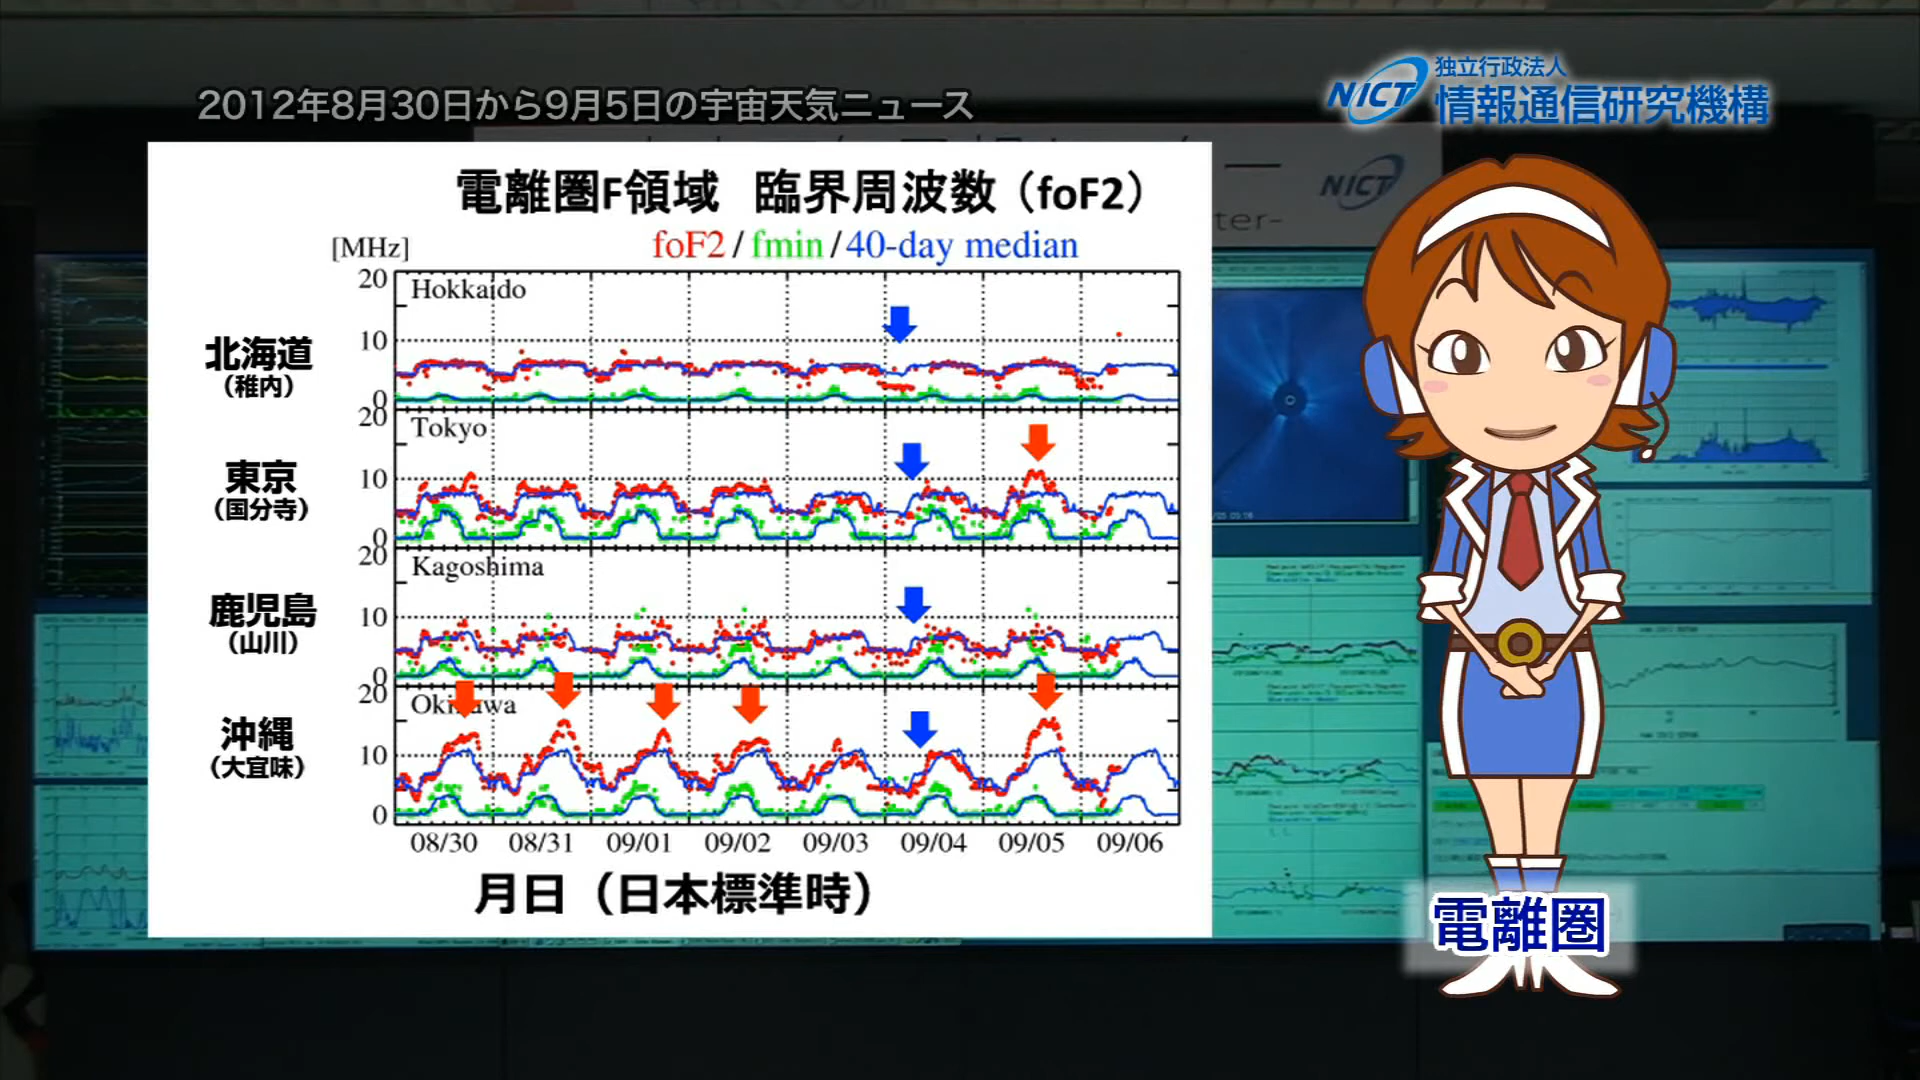 2012年8月30日から9月5日の宇宙天気ニュース
NICT 独立行政法人
情報通信研究機構
NICT
ter-
電離圏F領域 臨界周波数（foF2）
[MHz]
foF2 / fmin / 40-day median
20
Hokkaido
10
0
北海道
（稚内）
20
Tokyo
10
0
東京
（国分寺）
20
Kagoshima
10
0
鹿児島
（山川）
20
Okinawa
10
0
沖縄
（大宜味）
08/30 08/31 09/01 09/02 09/03 09/04 09/05 09/06
月日（日本標準時）
電離圏